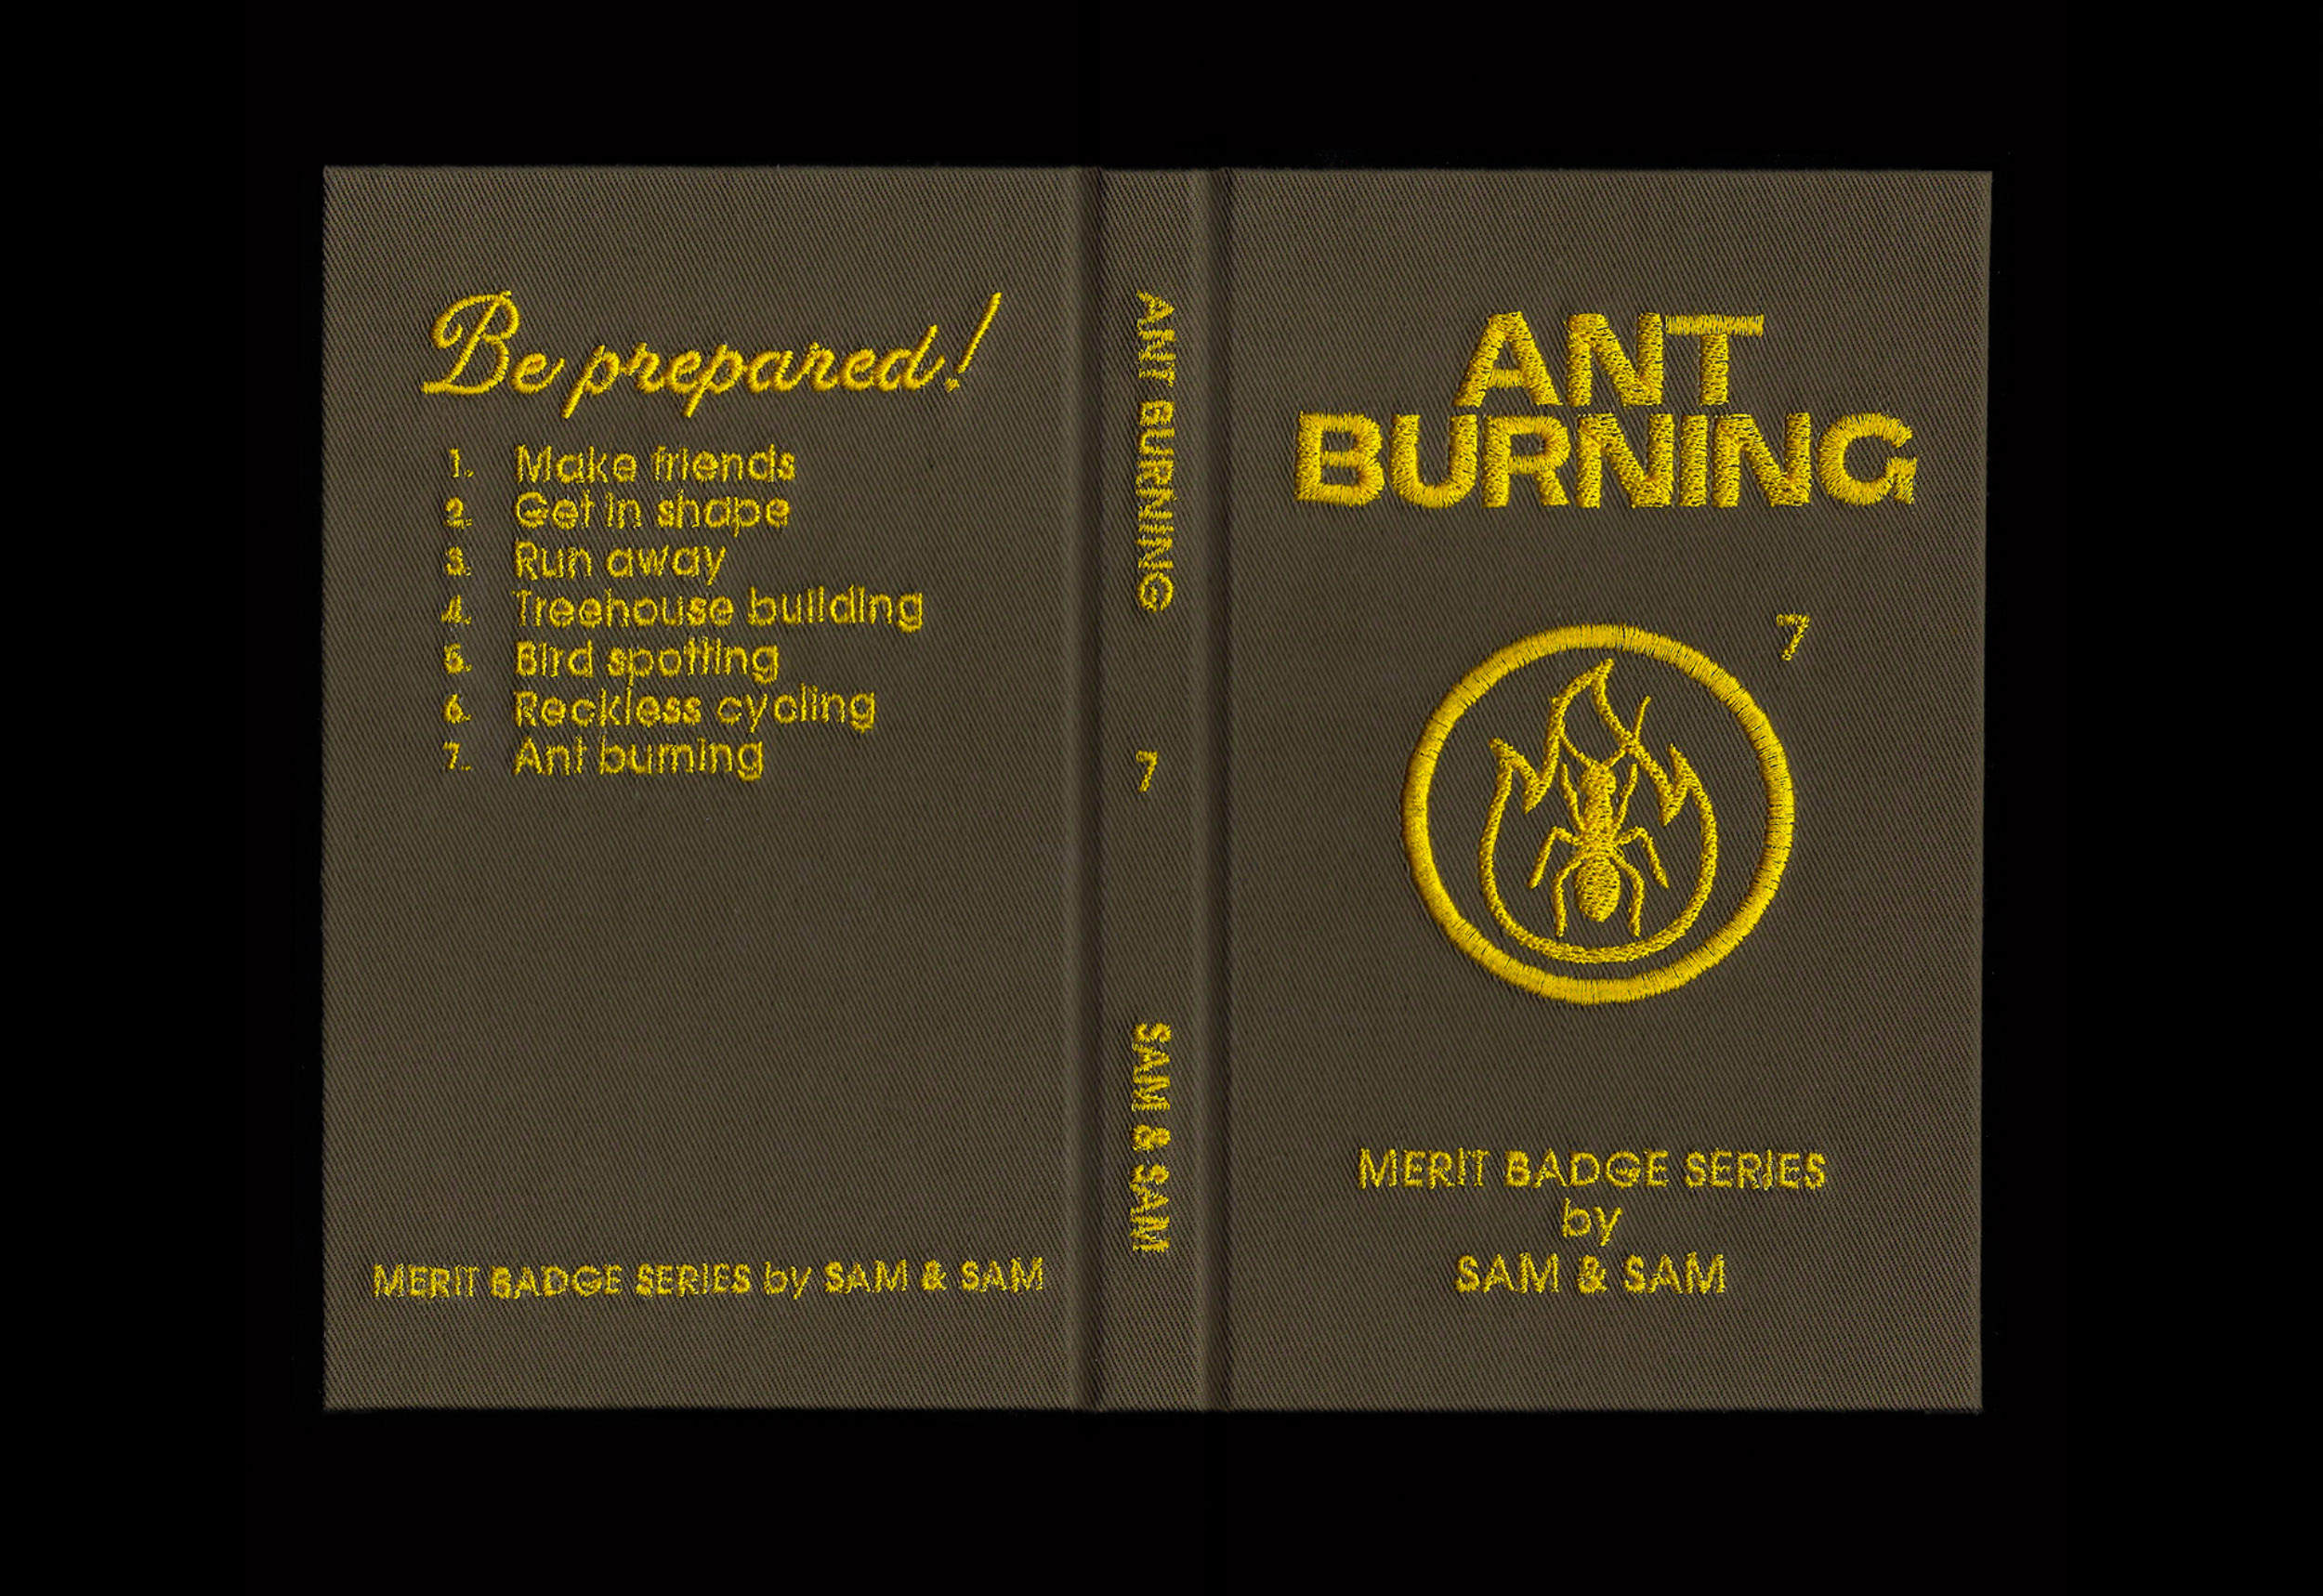 Be prepared!
1. Make friends
2. Get in shape
3. Run away
4. Treehouse building
5. Bird spotting
6. Reckless cycling
7. Ant burning
MERIT BADGE SERIES by SAM & SAM
ANT BURNING
7
SAM & SAM
ANT
BURNING
7
MERIT BADGE SERIES
by
SAM & SAM